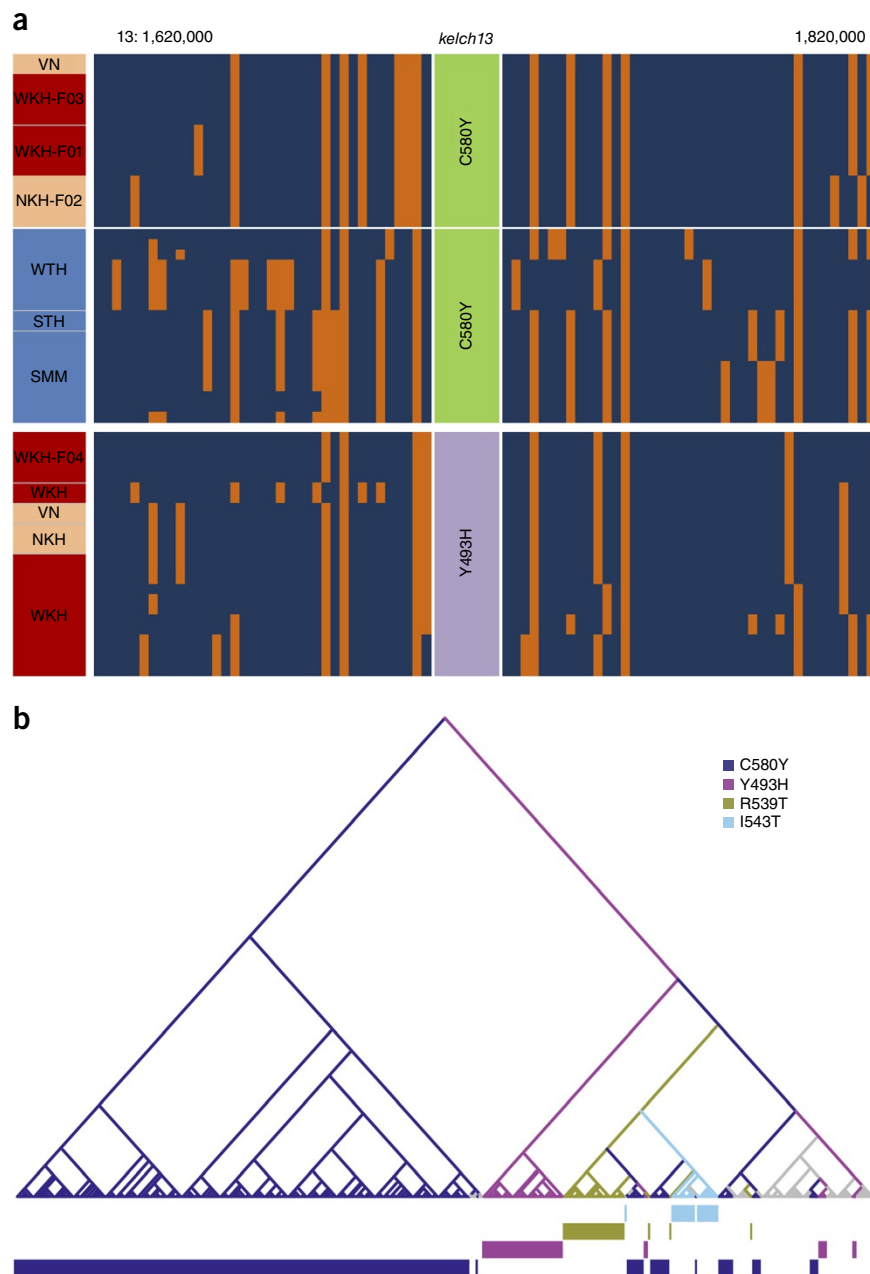 a
13: 1,620,000 kelch13 1,820,000
VN
WKH-F03
WKH-F01
NKH-F02
C580Y
WTH
STH
SMM
C580Y
WKH-F04
WKH
VN
NKH
WKH
Y493H
b
C580Y
Y493H
R539T
I543T